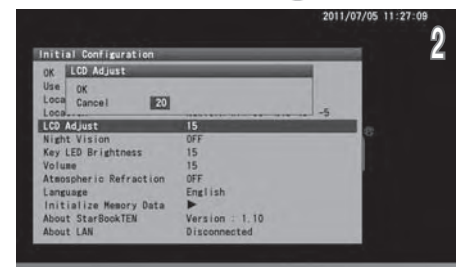 2011/07/05 11:27:09
2
Initial Configuration
OK LCD Adjust
Use OK
Loca Cancel 20
-5
LCD Adjust 15
Night Vision OFF
Key LED Brightness 15
Volume 15
Atmospheric Refraction OFF
Language English
Initialize Memory Data ▶
About StarBookTEN Version : 1.10
About LAN Disconnected